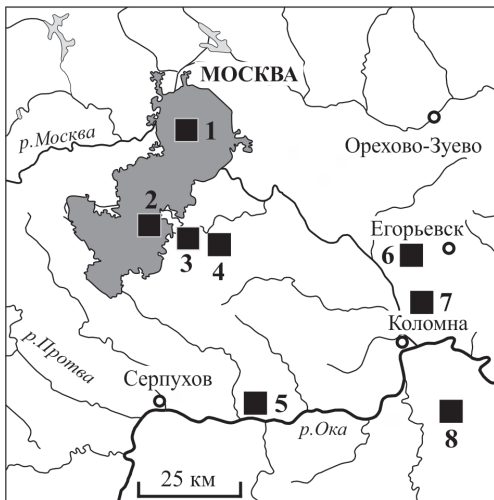 МОСКВА
р.Москва
1
Орехово-Зуево
2
3
4
Егорьевск
6
7
Коломна
р.Протва
Серпухов
5
р.Ока
8
25 км